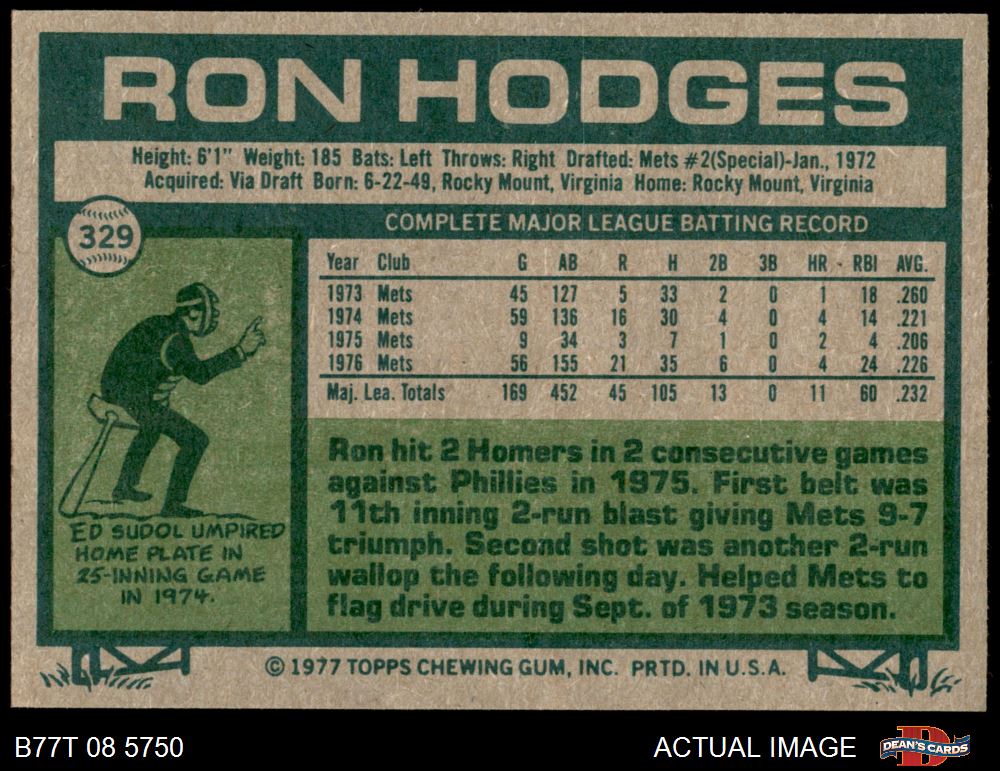 RON HODGES
Height: 6'1" Weight: 185 Bats: Left Throws: Right Drafted: Mets #2(Special)-Jan., 1972
Acquired: Via Draft Born: 6-22-49, Rocky Mount, Virginia Home: Rocky Mount, Virginia
329
COMPLETE MAJOR LEAGUE BATTING RECORD
Year Club G AB R H 2B 3B HR - RBI AVG.
1973 Mets 45 127 5 33 2 0 1 18 .260
1974 Mets 59 136 16 30 4 0 4 14 .221
1975 Mets 9 34 3 7 1 0 2 4 .206
1976 Mets 56 155 21 35 6 0 4 24 .226
Maj. Lea. Totals 169 452 45 105 13 0 11 60 .232
ED SUDOL UMPIRED
HOME PLATE IN
25-INNING GAME
IN 1974.
Ron hit 2 Homers in 2 consecutive games
against Phillies in 1975. First belt was
11th inning 2-run blast giving Mets 9-7
triumph. Second shot was another 2-run
wallop the following day. Helped Mets to
flag drive during Sept. of 1973 season.
© 1977 TOPPS CHEWING GUM, INC. PRTD. IN U.S.A.
B77T 08 5750
ACTUAL IMAGE
DEAN'S CARDS